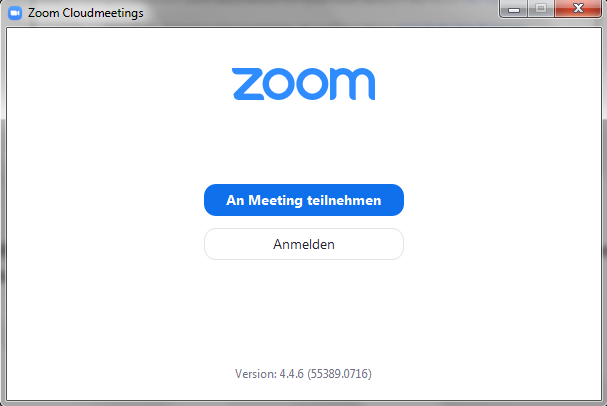 Zoom Cloudmeetings
zoom
An Meeting teilnehmen
Anmelden
Version: 4.4.6 (55389.0716)